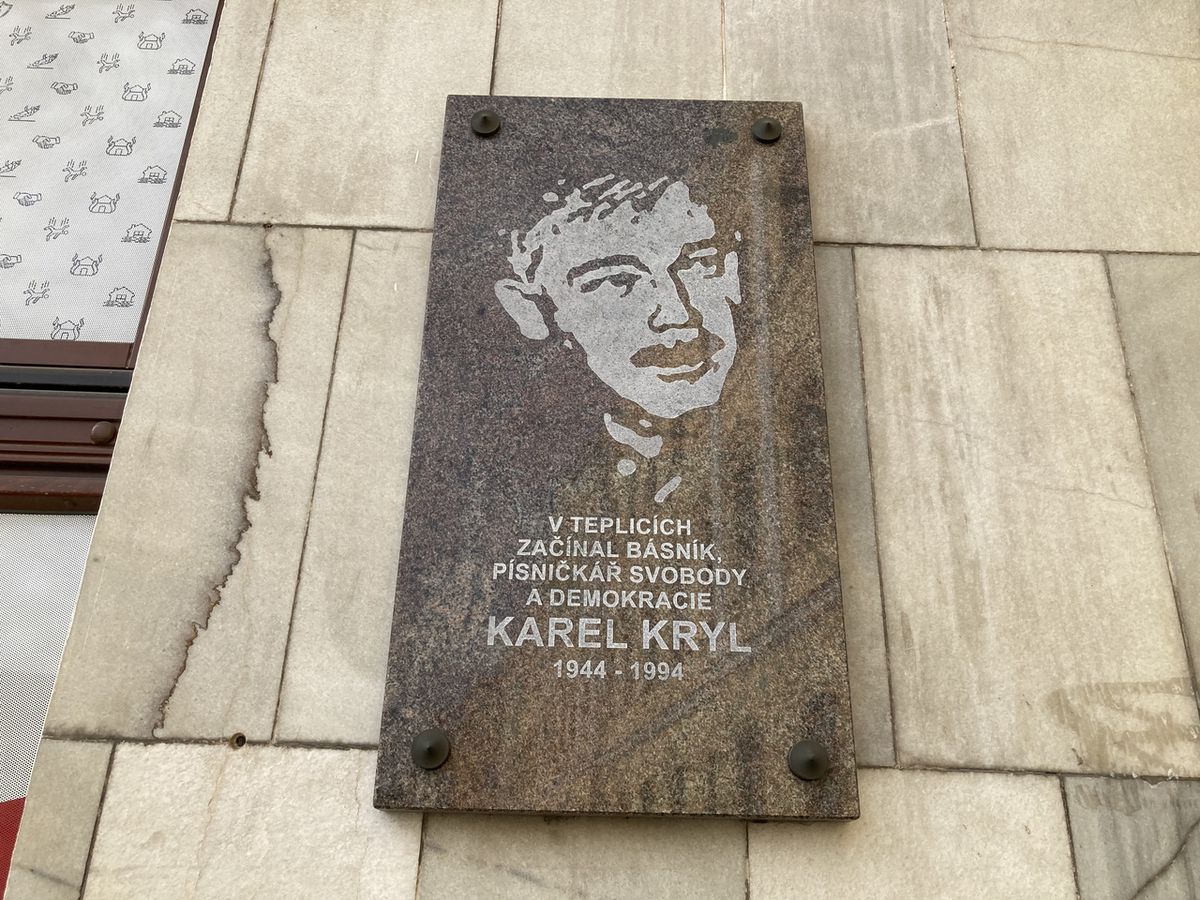 V TEPLICÍCH
ZAČÍNAL BÁSNÍK,
PÍSNIČKÁŘ SVOBODY
A DEMOKRACIE
KAREL KRYL
1944 - 1994